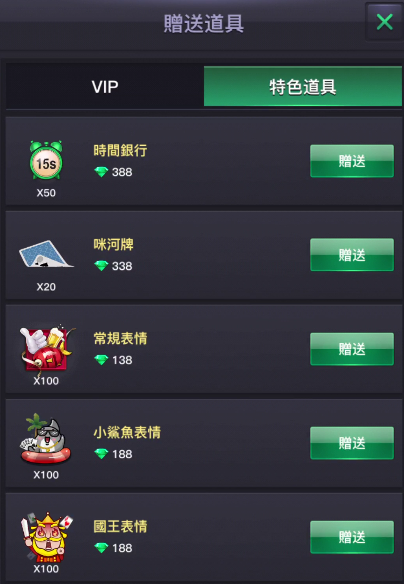 贈送道具
VIP
特色道具
時間銀行
15s
388
X50
贈送
咪河牌
338
X20
贈送
常規表情
138
X100
贈送
小鯊魚表情
188
X100
贈送
國王表情
188
X100
贈送